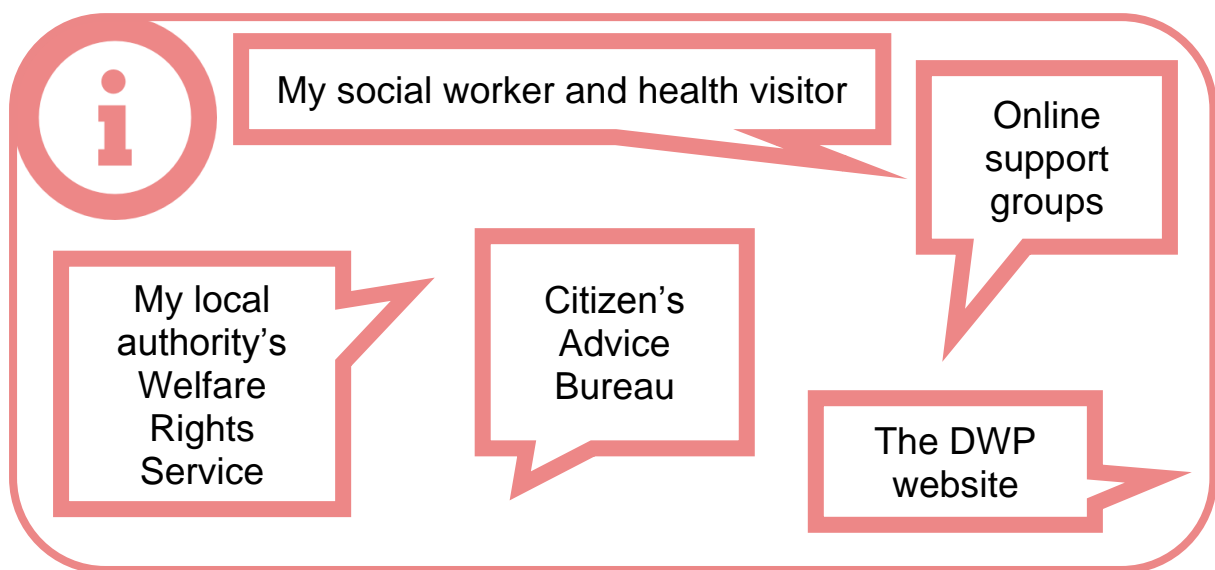 My social worker and health visitor
Online
support
groups
My local
authority’s
Welfare
Rights
Service
Citizen’s
Advice
Bureau
The DWP
website